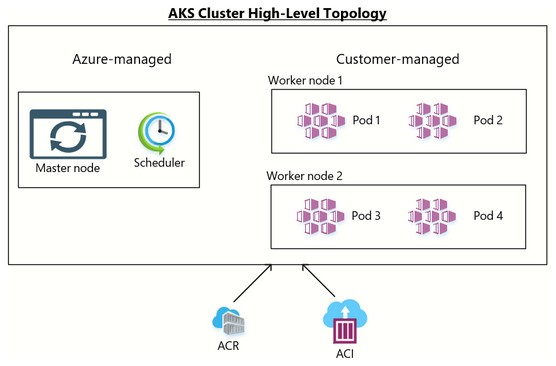 AKS Cluster High-Level Topology
Azure-managed
Customer-managed
Master node
Scheduler
Worker node 1
Pod 1
Pod 2
Worker node 2
Pod 3
Pod 4
ACR
ACI